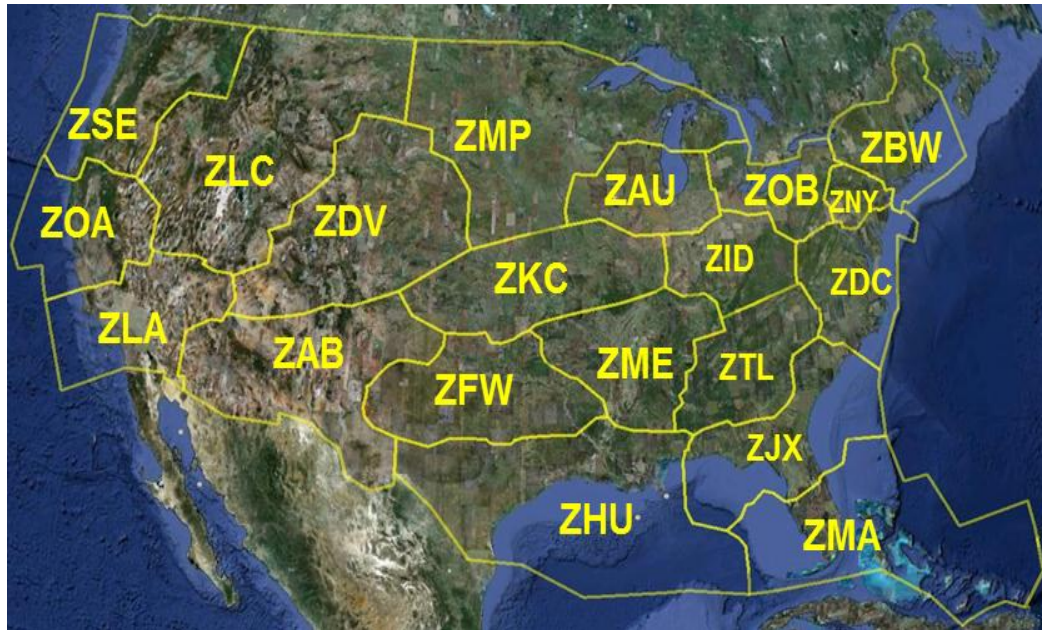 ZSE
ZMP
ZBW
ZLC
ZAU
ZOB
ZNY
ZOA
ZDV
ZID
ZKC
ZDC
ZLA
ZAB
ZME
ZTL
ZFW
ZJX
ZHU
ZMA